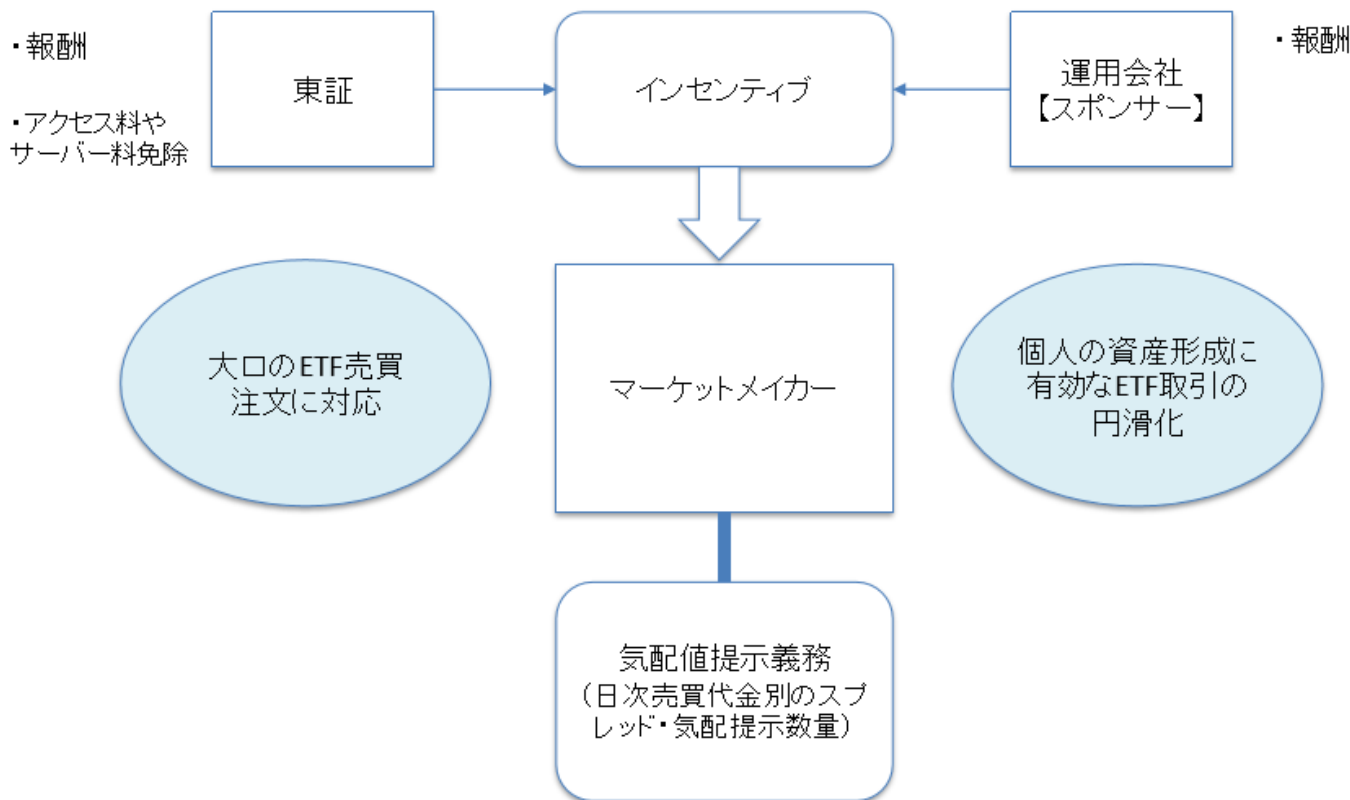 ・報酬
・アクセス料や
サーバー料免除
東証
インセンティブ
運用会社
【スポンサー】
・報酬
大口のETF売買
注文に対応
マーケットメイカー
個人の資産形成に
有効なETF取引の
円滑化
気配値提示義務
（日次売買代金別のスプ
レッド・気配提示数量）